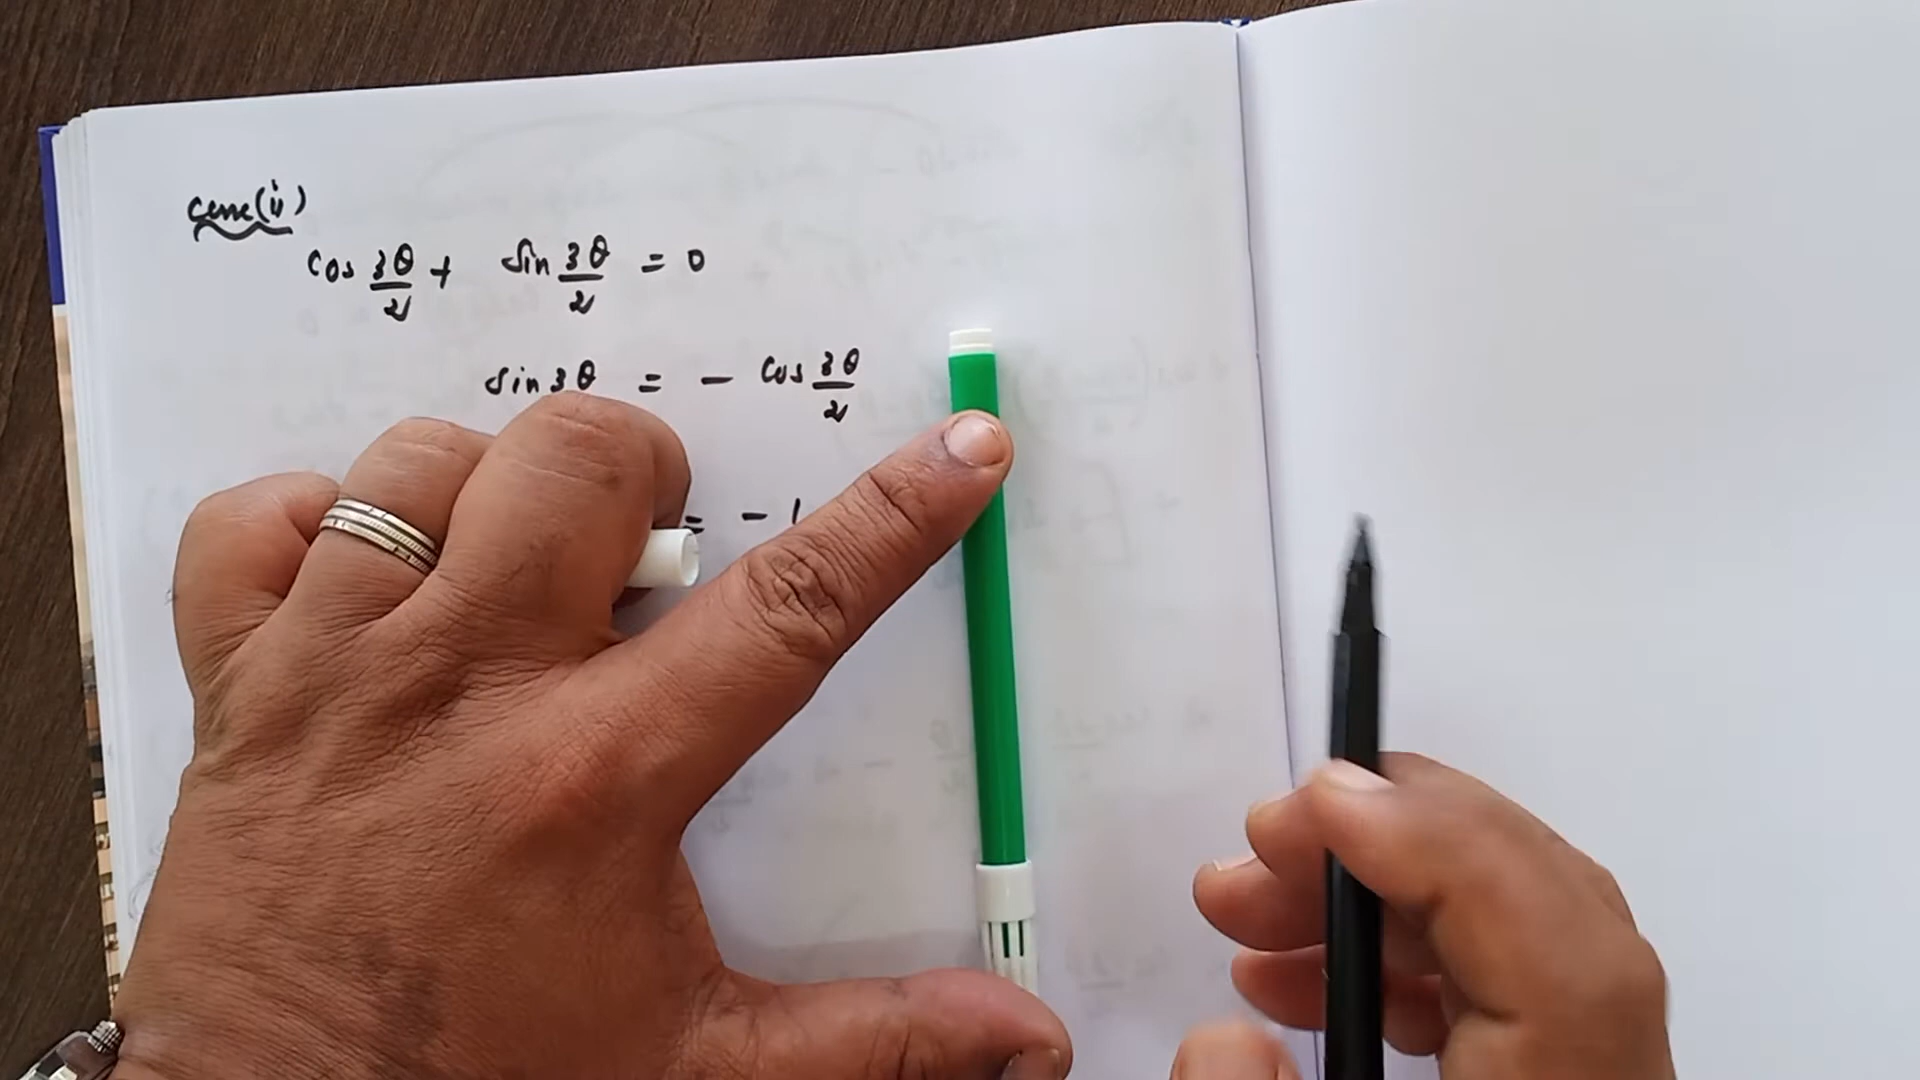 case(ii)
cos 3θ/2 + sin 3θ/2 = 0
sin 3θ = - cos 3θ/2
= - 1